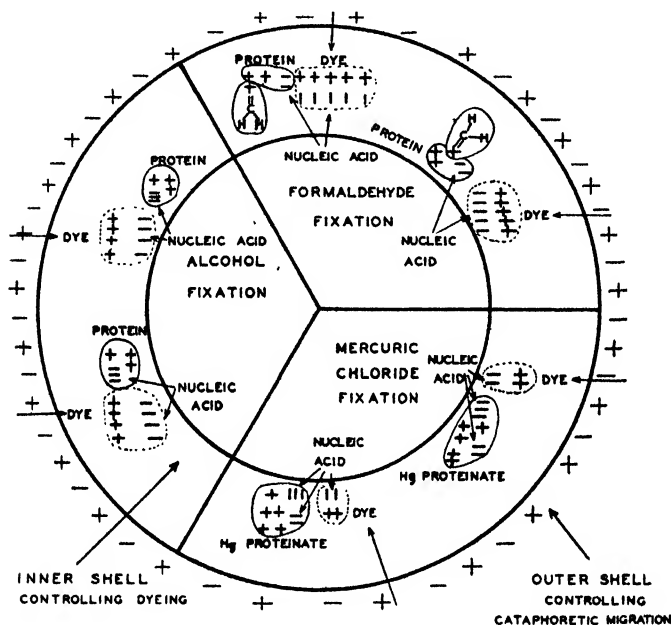 PROTEIN
DYE
NUCLEIC ACID
FORMALDEHYDE
FIXATION
PROTEIN
C
H
H
C
H
H
NUCLEIC
ACID
DYE
PROTEIN
DYE
NUCLEIC ACID
ALCOHOL
FIXATION
PROTEIN
NUCLEIC
ACID
DYE
MERCURIC
CHLORIDE
FIXATION
NUCLEIC
ACID
DYE
Hg PROTEINATE
NUCLEIC
ACID
Hg PROTEINATE
DYE
INNER SHELL
CONTROLLING DYEING
OUTER SHELL
CONTROLLING
CATAPHORETIC MIGRATION